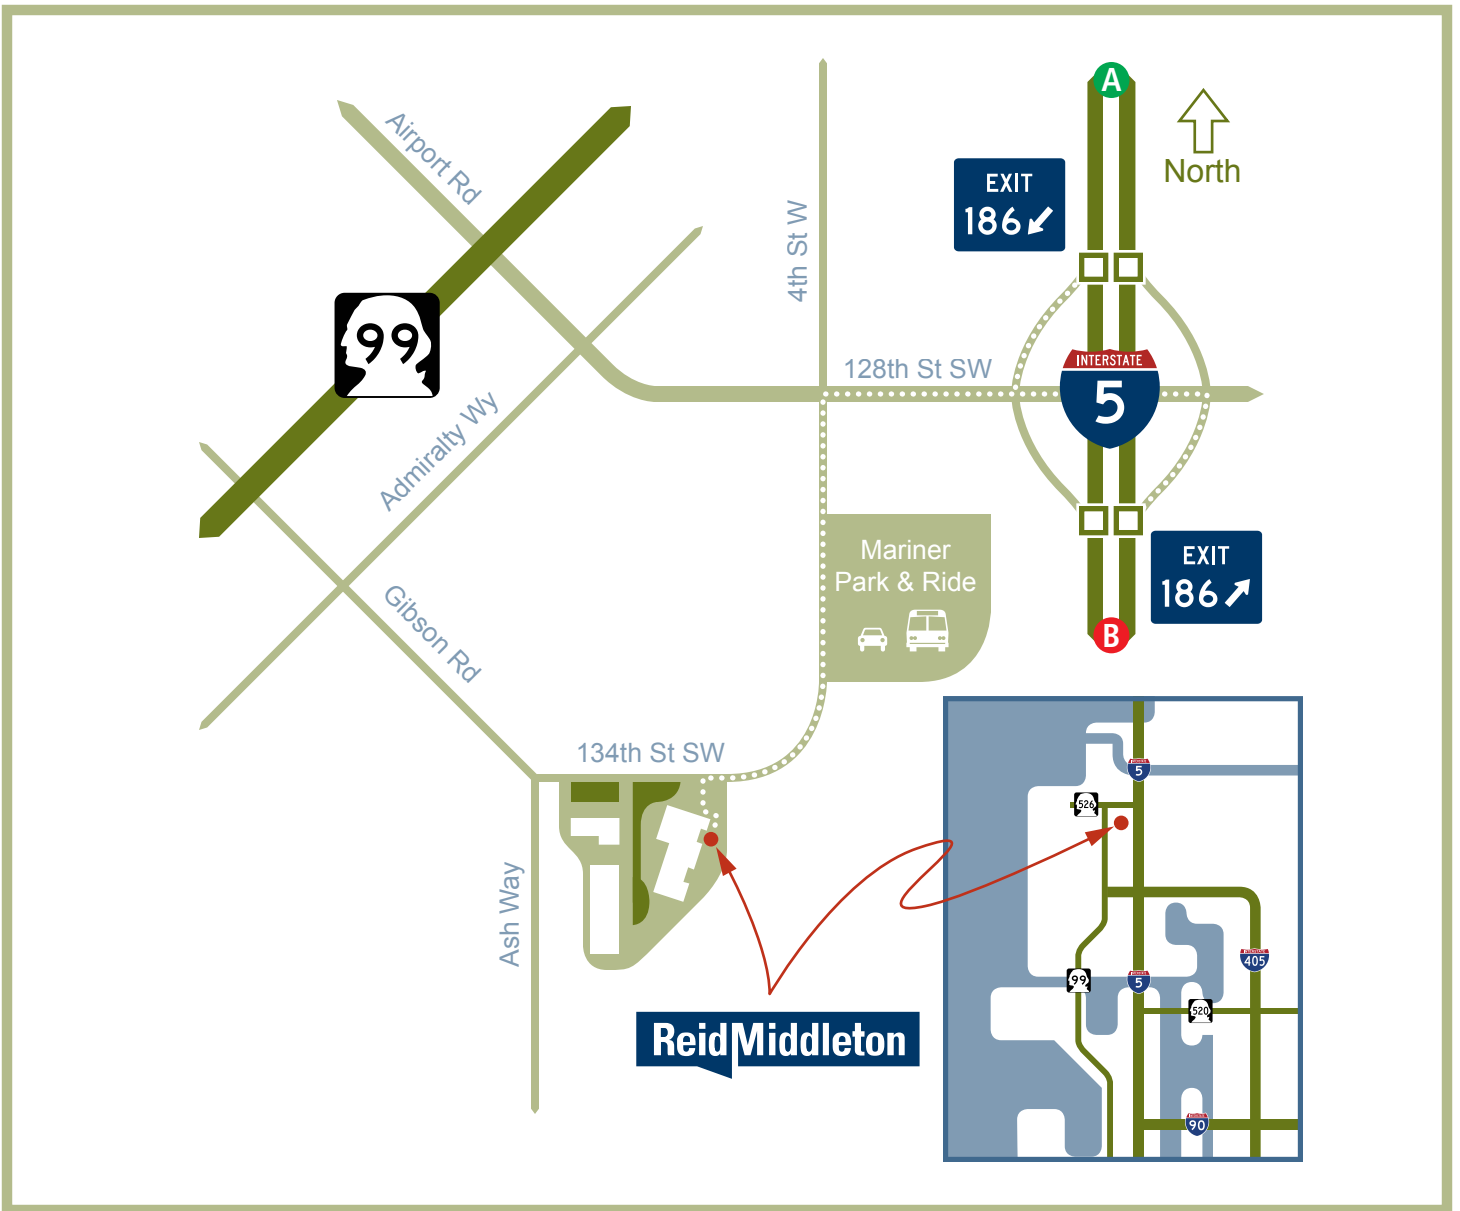 A
North
EXIT
186
Airport Rd
4th St W
99
128th St SW
INTERSTATE
5
Admiralty Wy
Mariner
Park & Ride
EXIT
186
B
Gibson Rd
134th St SW
Ash Way
ReidMiddleton
5
526
405
99
5
520
90